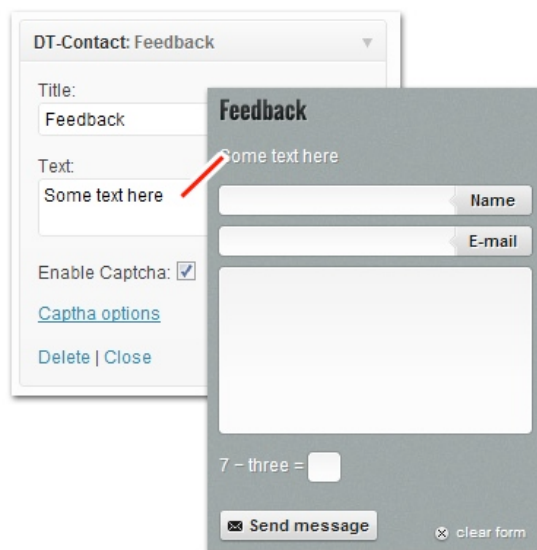 DT-Contact: Feedback
Title:
Feedback
Text:
Some text here
Enable Captcha:
Captha options
Delete | Close
Feedback
Some text here
Name
E-mail
7 − three =
Send message
clear form